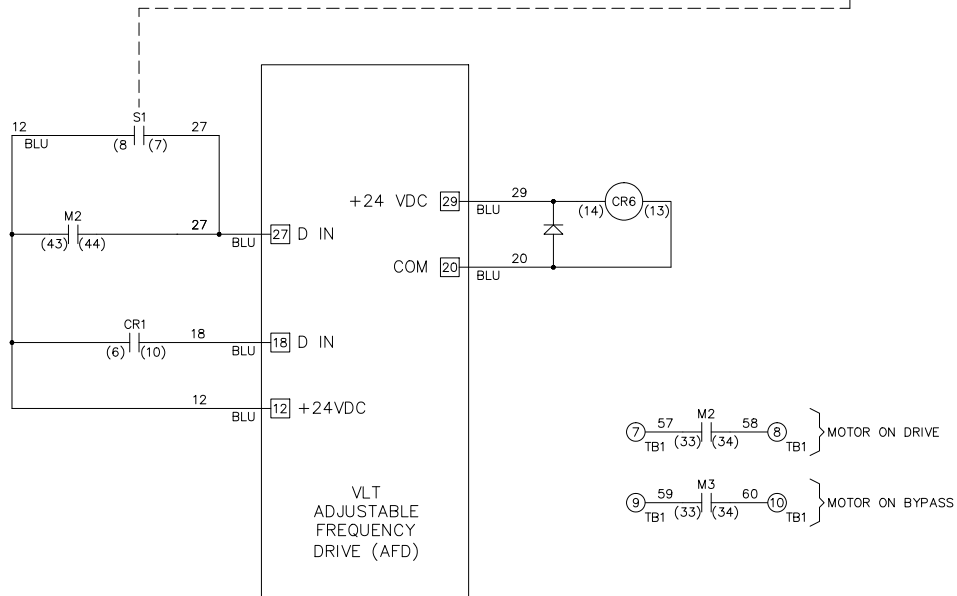 S1
12
27
BLU
(8
(7)
+24 VDC
29
29
BLU
(14)
CR6
(13)
M2
(43)
(44)
27
BLU
27
D IN
COM
20
20
BLU
CR1
(6)
(10)
18
BLU
18
D IN
12
BLU
12
+24VDC
7
57
M2
58
8
TB1
(33)
(34)
TB1
MOTOR ON DRIVE
9
59
M3
60
10
TB1
(33)
(34)
TB1
MOTOR ON BYPASS
VLT
ADJUSTABLE
FREQUENCY
DRIVE (AFD)